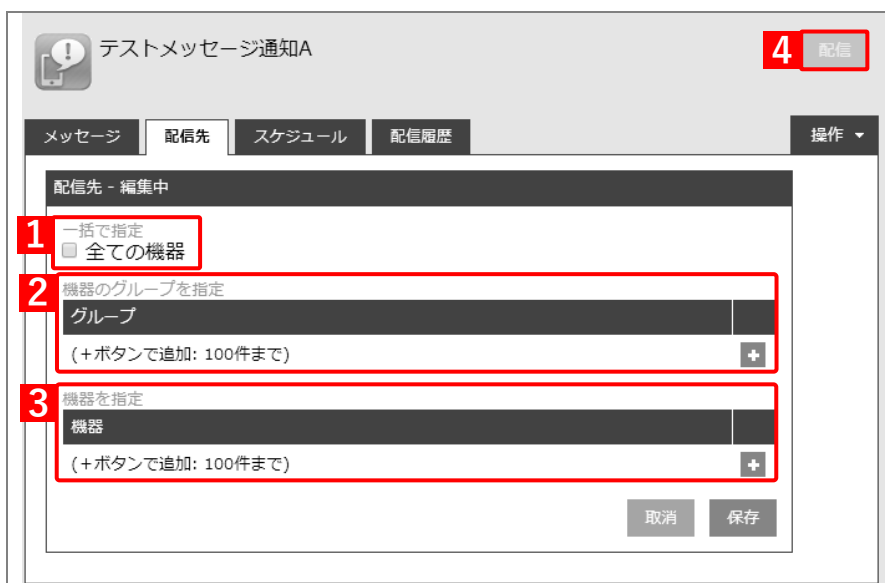 テストメッセージ通知A
4 配信
メッセージ 配信先 スケジュール 配信履歴 操作
配信先 - 編集中
1 一括で指定
全ての機器
2 機器のグループを指定
グループ
(+ボタンで追加: 100件まで)
3 機器を指定
機器
(+ボタンで追加: 100件まで)
取消 保存